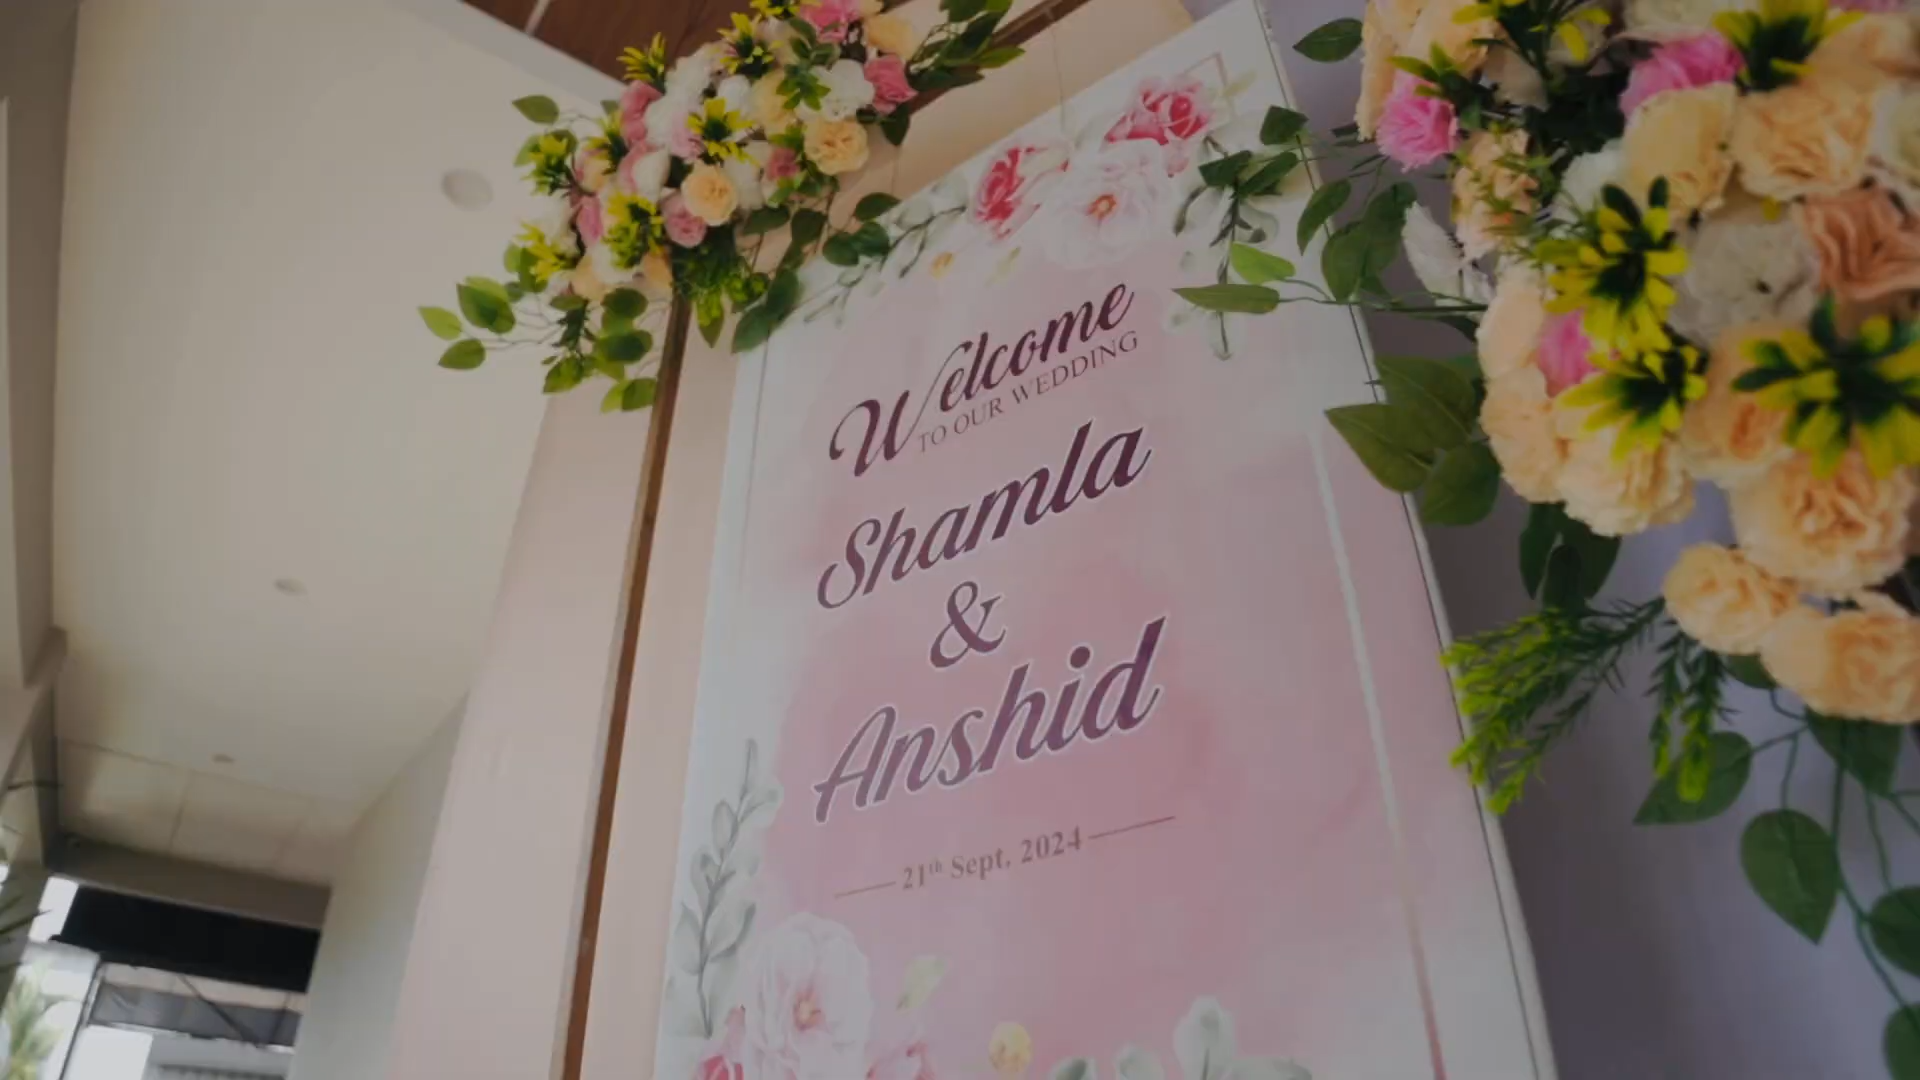 Welcome
TO OUR WEDDING
Shamla
&
Anshid
21th Sept, 2024